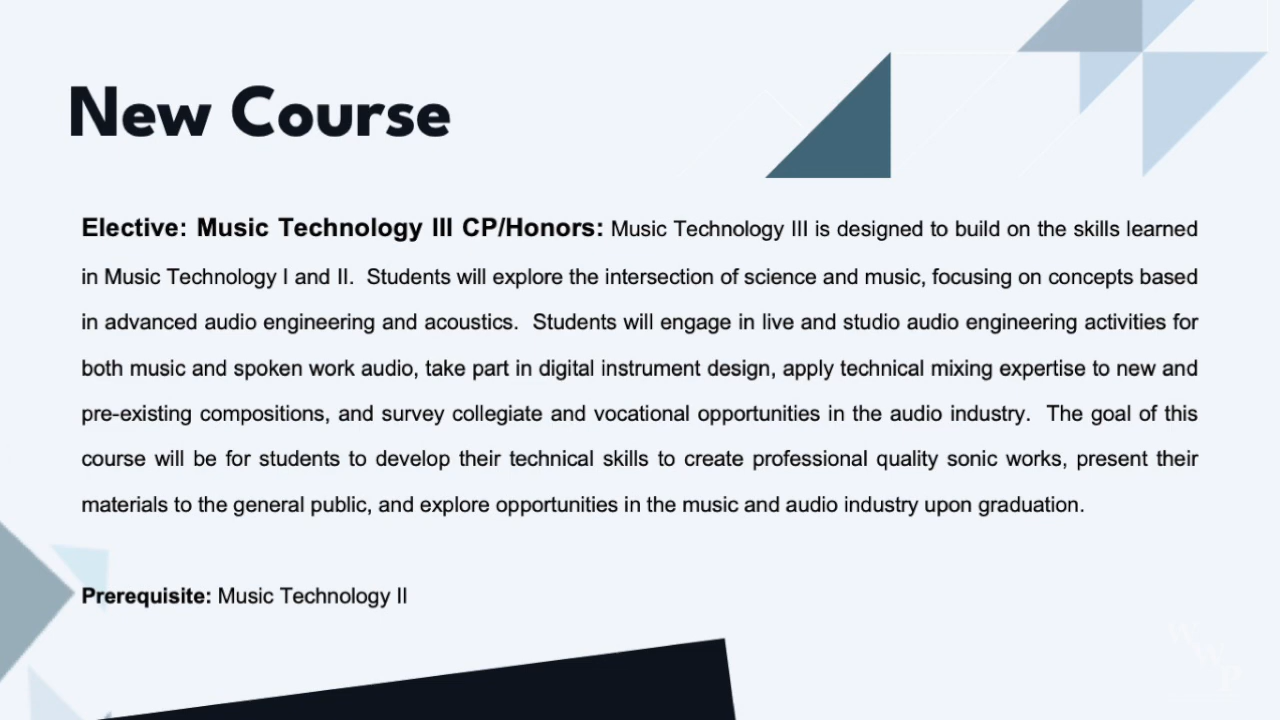 New Course
Elective: Music Technology III CP/Honors: Music Technology III is designed to build on the skills learned
in Music Technology I and II.  Students will explore the intersection of science and music, focusing on concepts based
in advanced audio engineering and acoustics.  Students will engage in live and studio audio engineering activities for
both music and spoken work audio, take part in digital instrument design, apply technical mixing expertise to new and
pre-existing compositions, and survey collegiate and vocational opportunities in the audio industry.  The goal of this
course will be for students to develop their technical skills to create professional quality sonic works, present their
materials to the general public, and explore opportunities in the music and audio industry upon graduation.
Prerequisite: Music Technology II